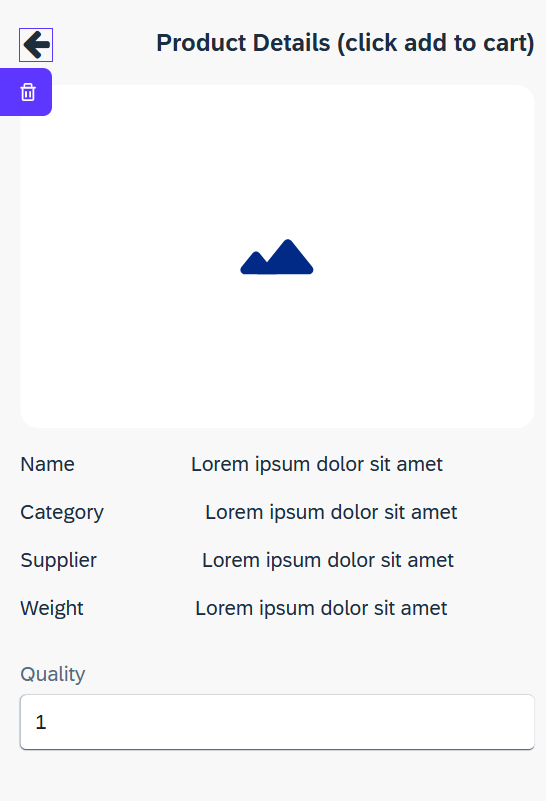 Product Details (click add to cart)
Name Lorem ipsum dolor sit amet
Category Lorem ipsum dolor sit amet
Supplier Lorem ipsum dolor sit amet
Weight Lorem ipsum dolor sit amet
Quality
1